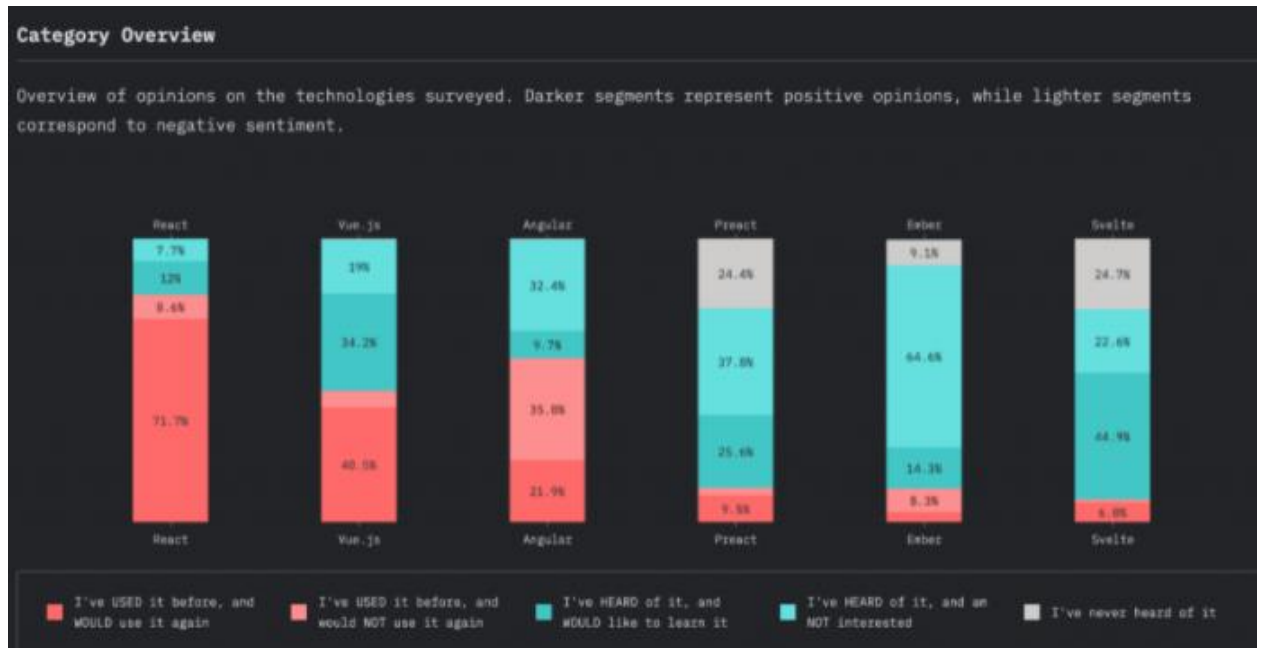 Category Overview
Overview of opinions on the technologies surveyed. Darker segments represent positive opinions, while lighter segments
correspond to negative sentiment.
React Vue.js Angular Preact Ember Svelte
7.7% 19% 32.4% 24.4% 9.1% 24.7%
12% 34.2% 9.7% 37.8% 64.6% 22.6%
8.6% 40.5% 35.8% 25.6% 14.3% 44.9%
71.7% 21.9% 9.5% 8.3% 6.8%
React Vue.js Angular Preact Ember Svelte
I've USED it before, and
WOULD use it again
I've USED it before, and
would NOT use it again
I've HEARD of it, and
WOULD like to learn it
I've HEARD of it, and am
NOT interested
I've never heard of it